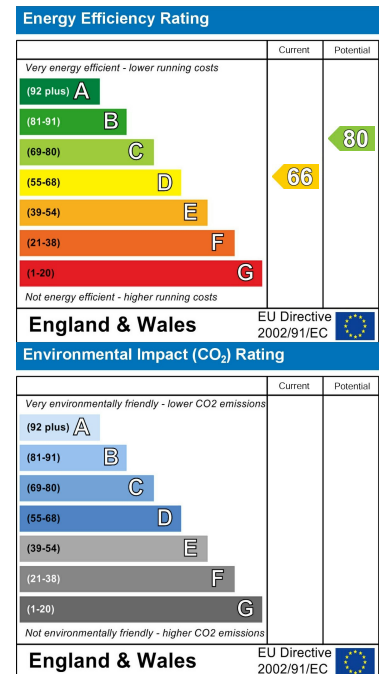 Energy Efficiency Rating
Current Potential
Very energy efficient - lower running costs
(92 plus) A
(81-91) B
(69-80) C
(55-68) D
(39-54) E
(21-38) F
(1-20) G
80
66
Not energy efficient - higher running costs
England & Wales
EU Directive
2002/91/EC
Environmental Impact (CO₂) Rating
Current Potential
Very environmentally friendly - lower CO2 emissions
(92 plus) A
(81-91) B
(69-80) C
(55-68) D
(39-54) E
(21-38) F
(1-20) G
Not environmentally friendly - higher CO2 emissions
England & Wales
EU Directive
2002/91/EC